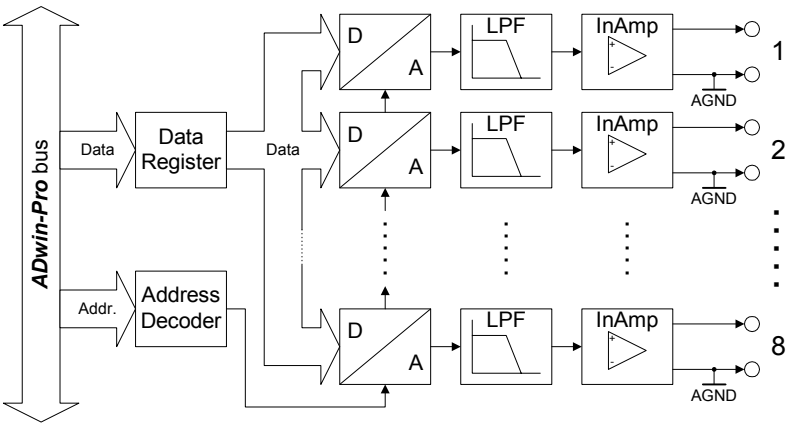 ADwin-Pro bus
Data
Data
Register
Data
Addr.
Address
Decoder
D
A
LPF
InAmp
+
-
AGND
1
D
A
LPF
InAmp
+
-
AGND
2
D
A
LPF
InAmp
+
-
AGND
8